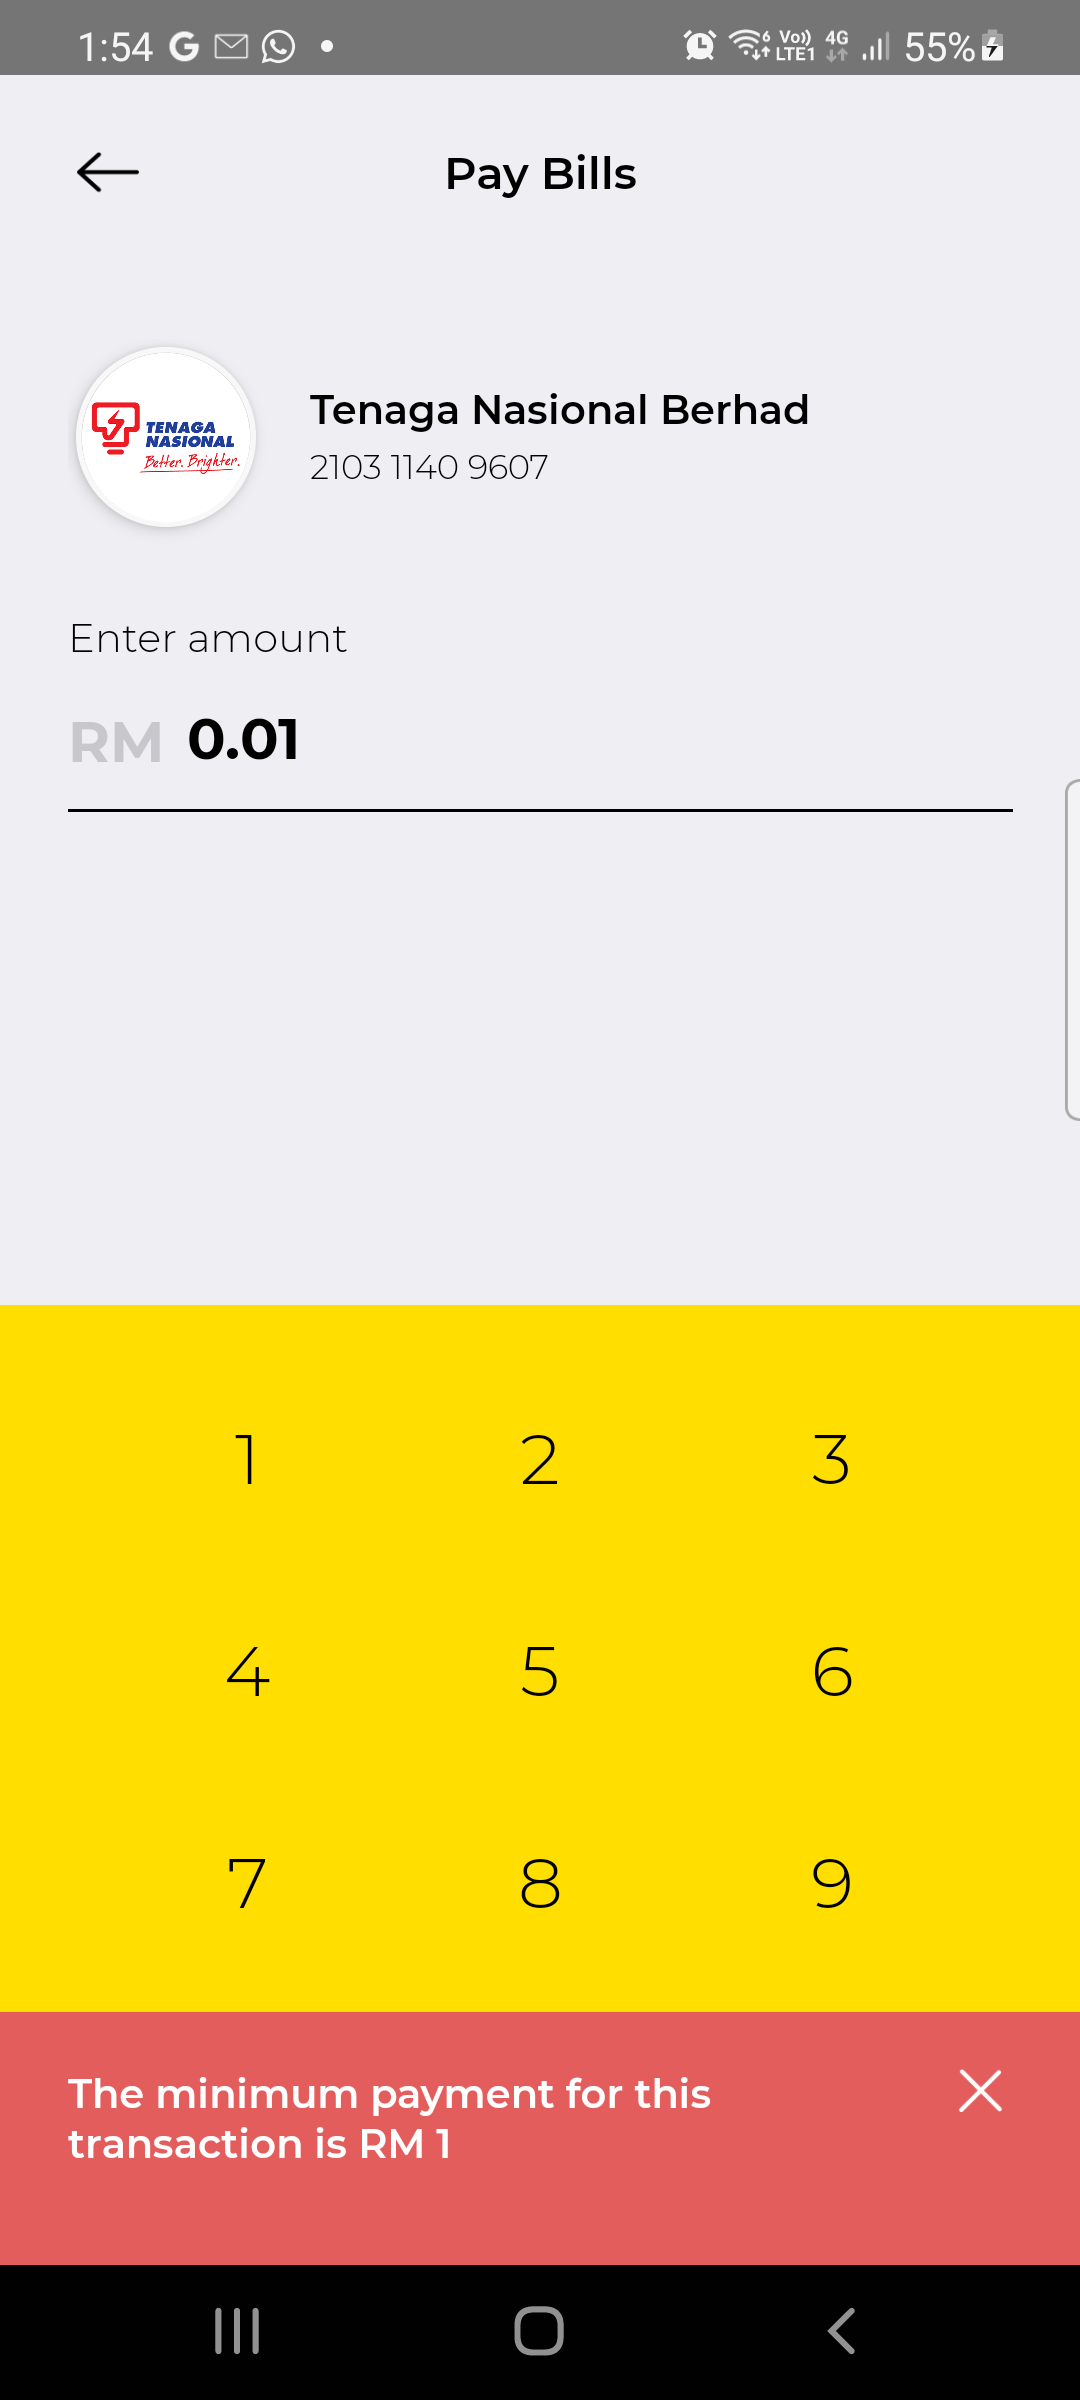 1:54
6 Vo)) LTE1 4G 55%
Pay Bills
TENAGA
NASIONAL
Better. Brighter.
Tenaga Nasional Berhad
2103 1140 9607
Enter amount
RM 0.01
1 2 3
4 5 6
7 8 9
The minimum payment for this
transaction is RM 1